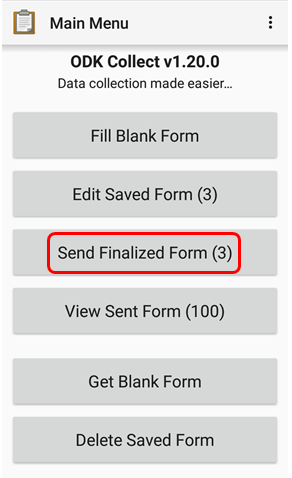 Main Menu
ODK Collect v1.20.0
Data collection made easier...
Fill Blank Form
Edit Saved Form (3)
Send Finalized Form (3)
View Sent Form (100)
Get Blank Form
Delete Saved Form